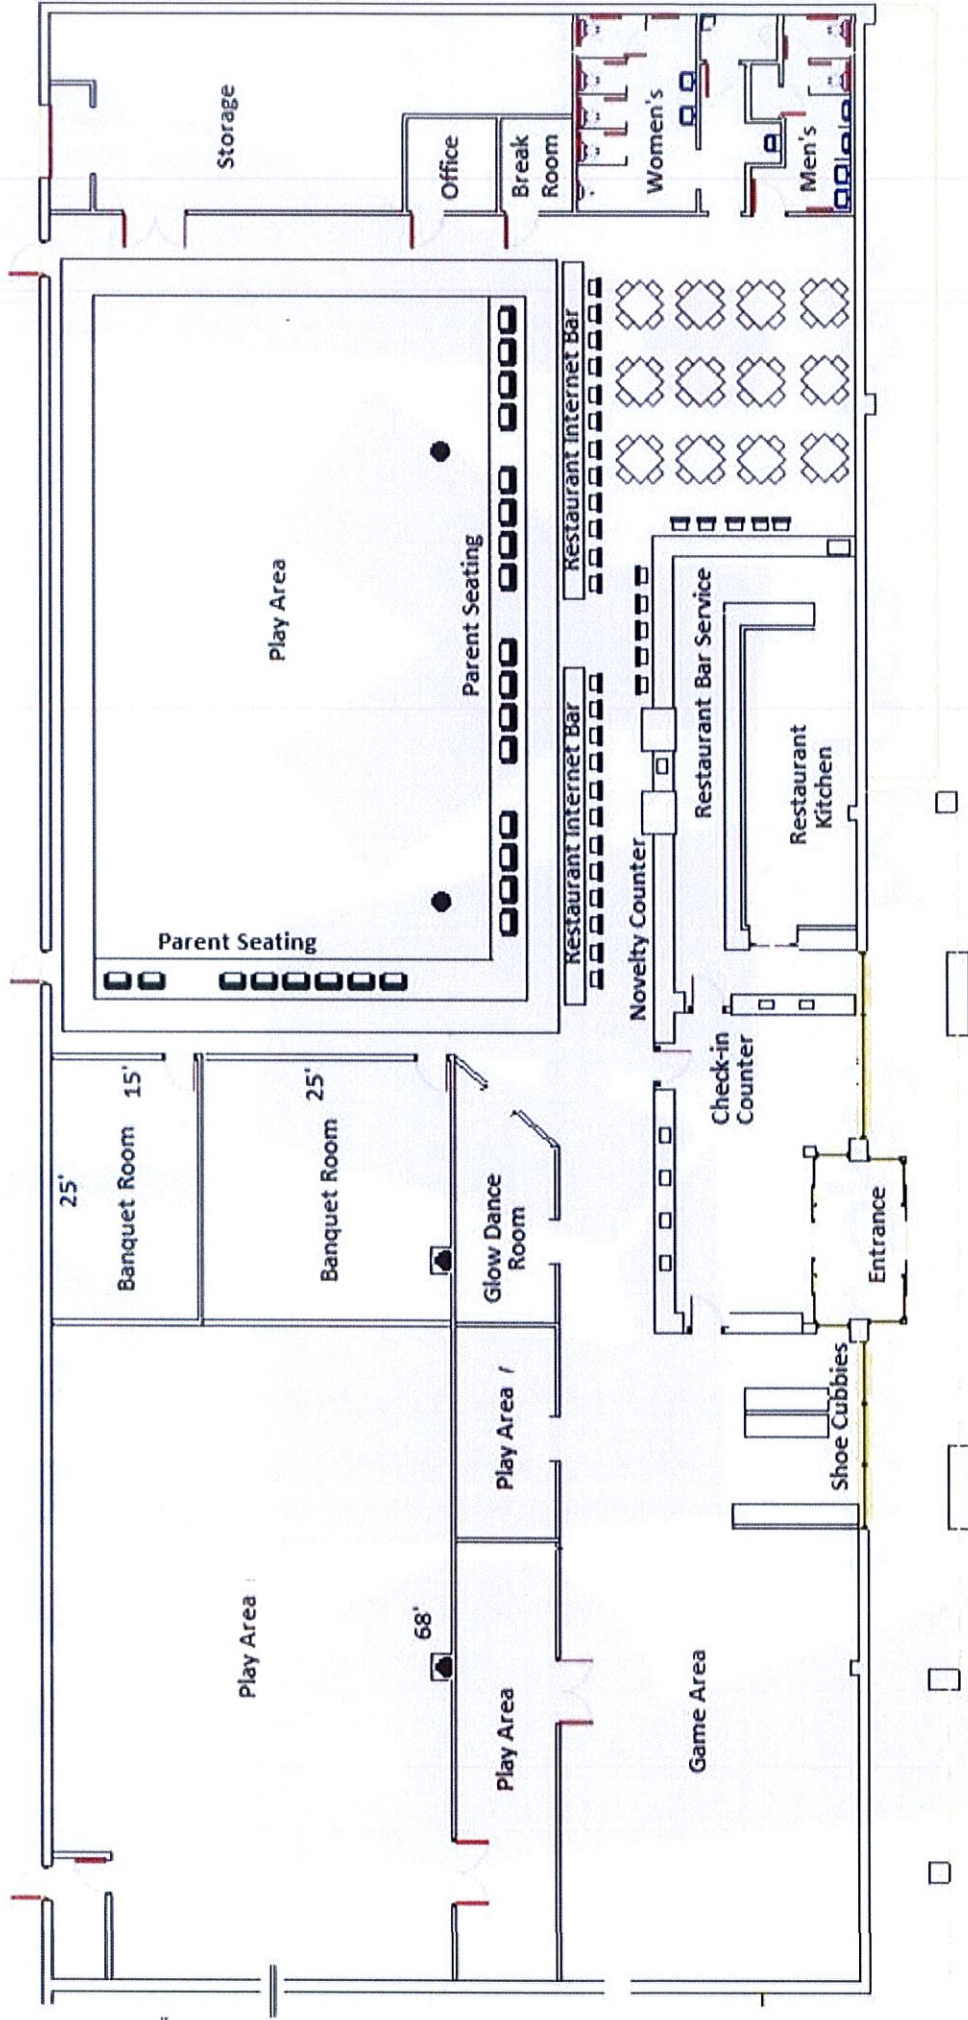 Storage
Office
Break
Room
Women's
Men's
Play Area
Parent Seating
Parent Seating
Restaurant Internet Bar
Restaurant Internet Bar
Restaurant Bar Service
Restaurant
Kitchen
Novelty Counter
Check-in
Counter
25'
Banquet Room
15'
Banquet Room
25'
Glow Dance
Room
Entrance
Play Area
68'
Play Area
Play Area
Game Area
Shoe Cubbies